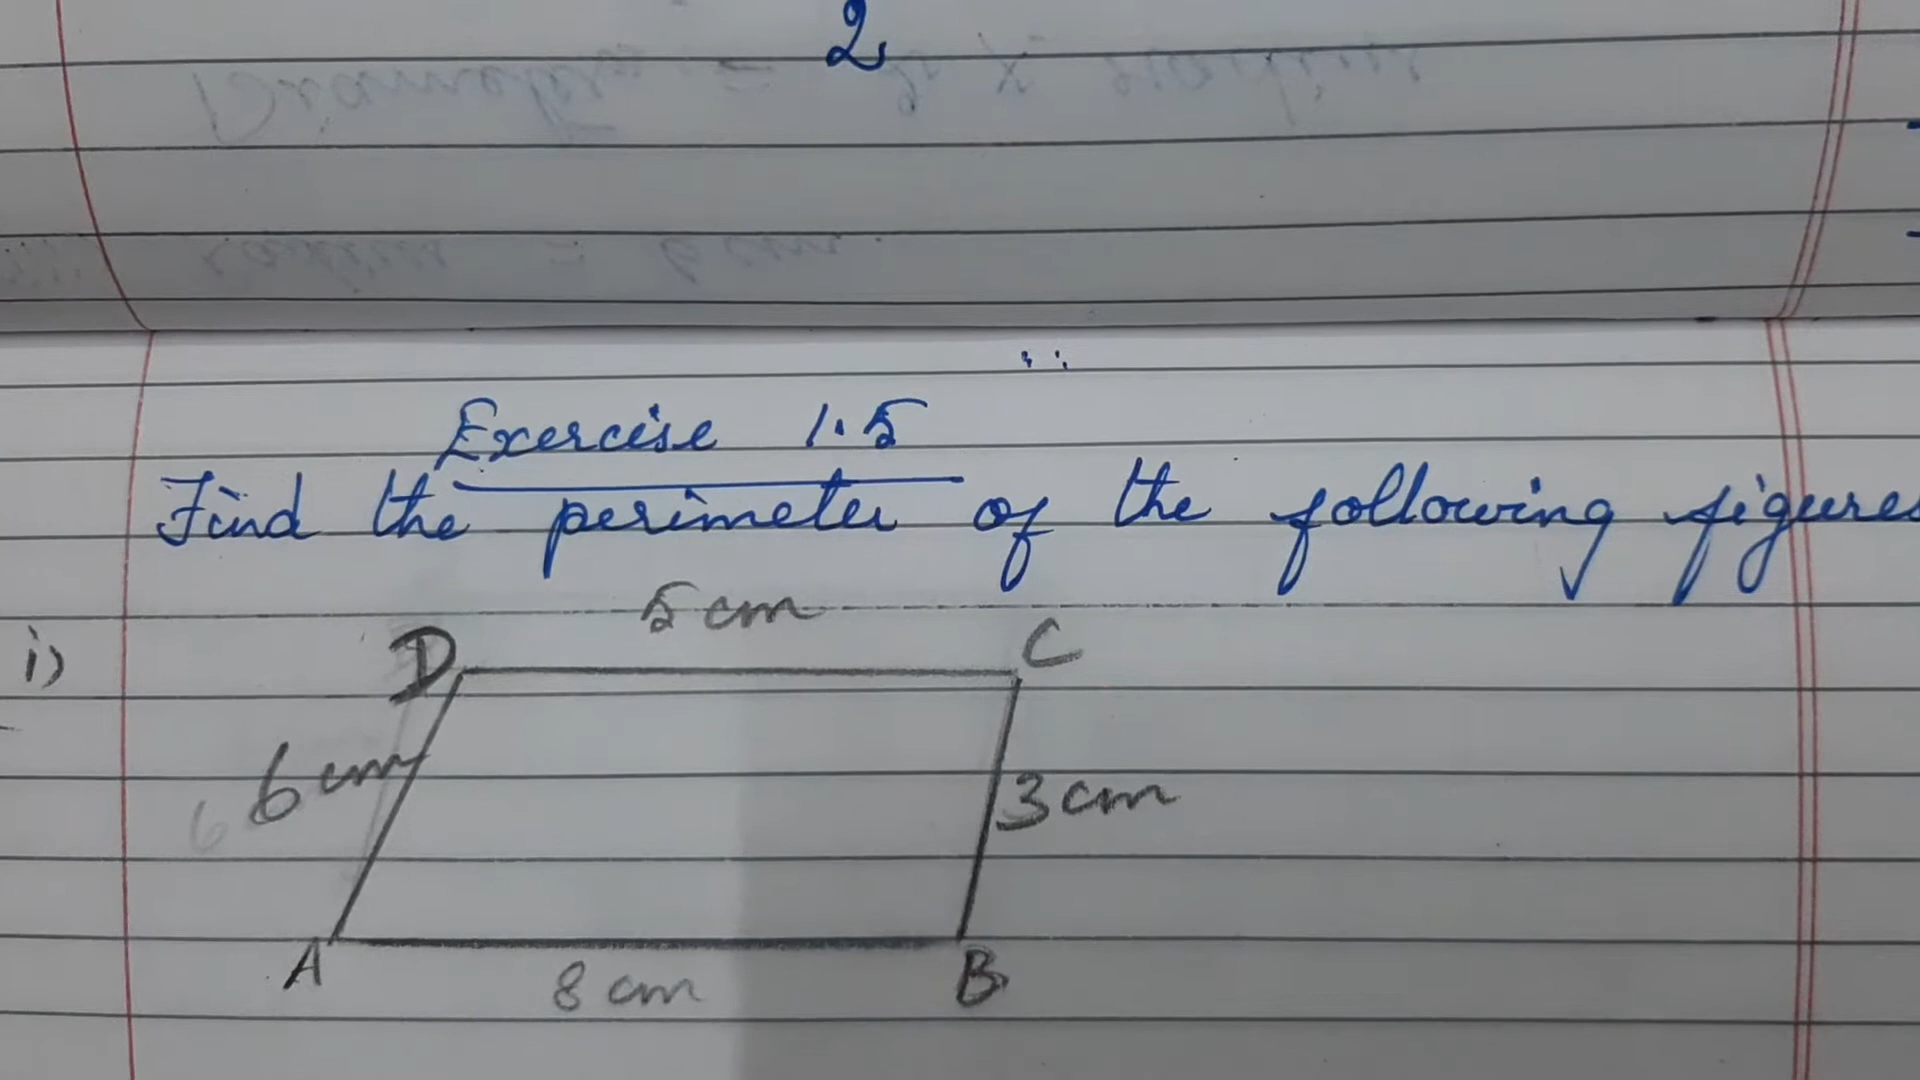 2
Exercise 1.5
Find the perimeter of the following figures
5 cm
i)
D
C
6 cm
3 cm
A
B
8 cm